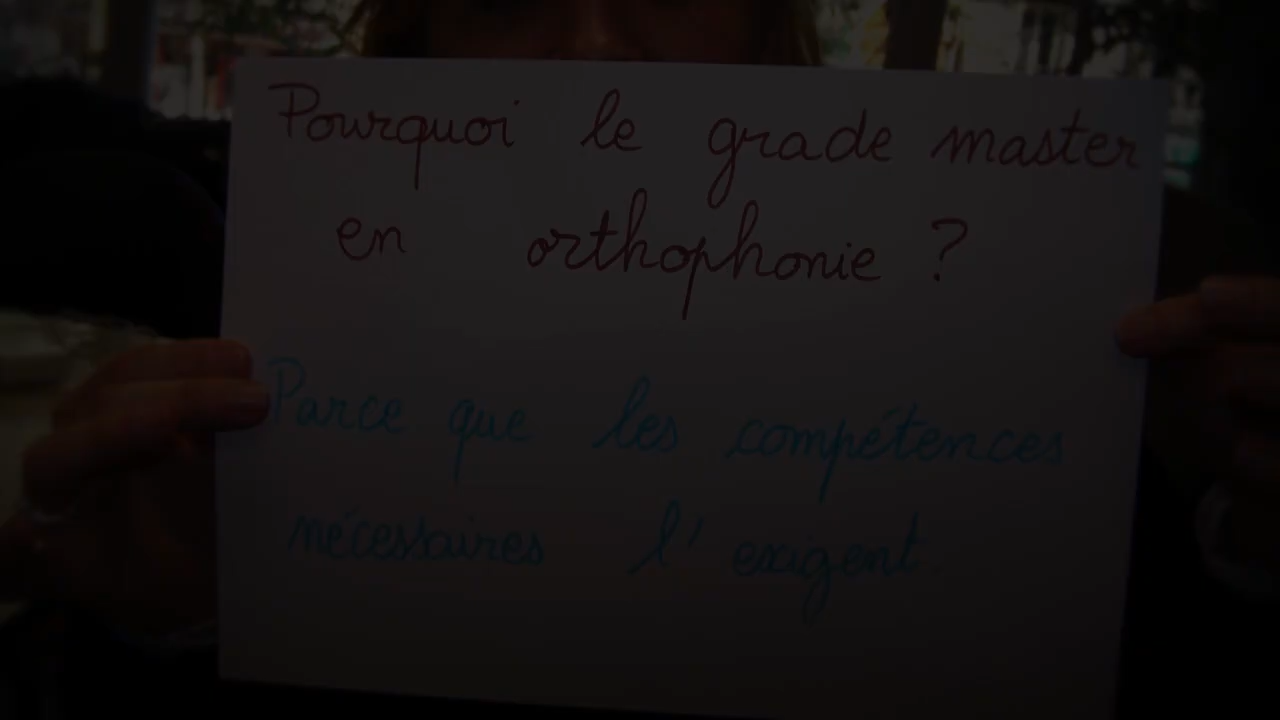 Pourquoi le grade master
en orthophonie ?
Parce que les compétences
nécessaires l'exigent.